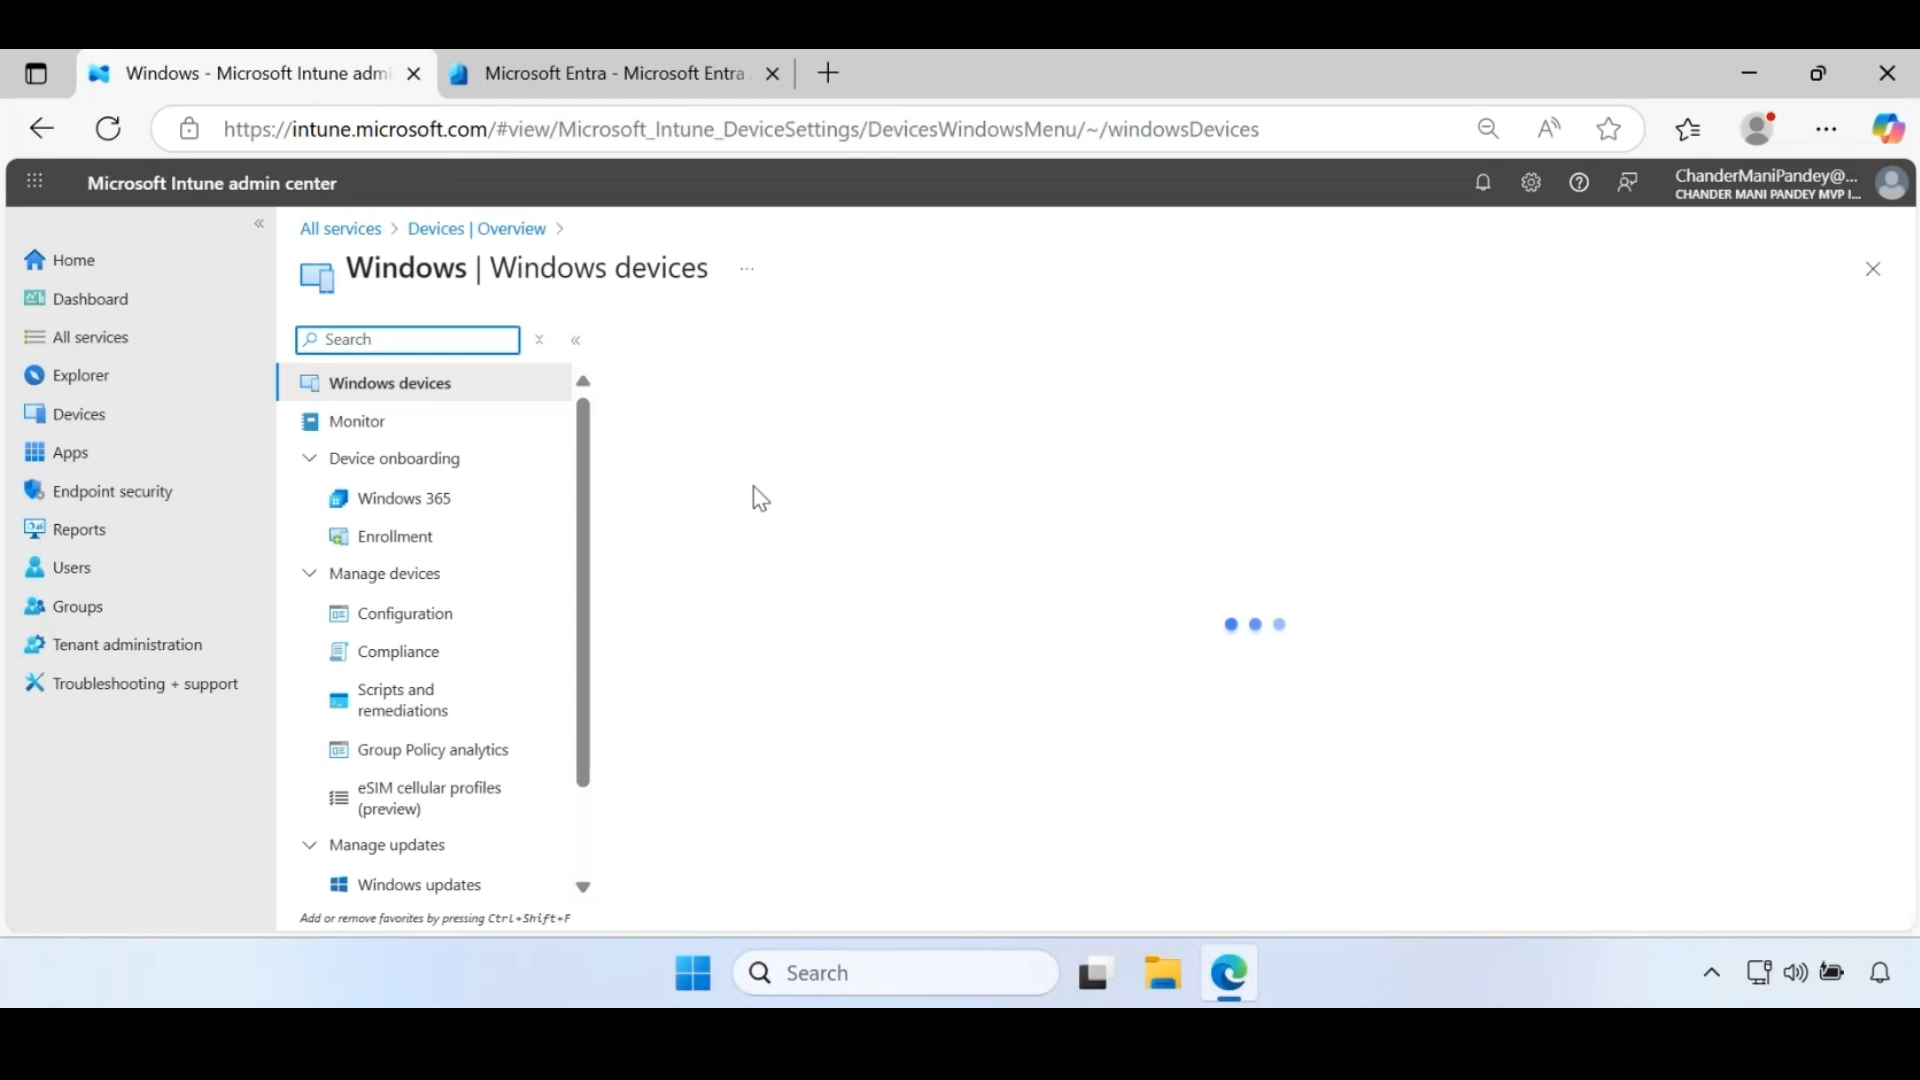 Windows - Microsoft Intune admi
Microsoft Entra - Microsoft Entra
https://intune.microsoft.com/#view/Microsoft_Intune_DeviceSettings/DevicesWindowsMenu/~/windowsDevices
Microsoft Intune admin center
ChanderManiPandey@...
CHANDER MANI PANDEY MVP I...
All services > Devices | Overview >
Windows | Windows devices ...
Home
Dashboard
All services
Explorer
Devices
Apps
Endpoint security
Reports
Users
Groups
Tenant administration
Troubleshooting + support
Search
Windows devices
Monitor
Device onboarding
Windows 365
Enrollment
Manage devices
Configuration
Compliance
Scripts and
remediations
Group Policy analytics
eSIM cellular profiles
(preview)
Manage updates
Windows updates
Add or remove favorites by pressing Ctrl+Shift+F
Search